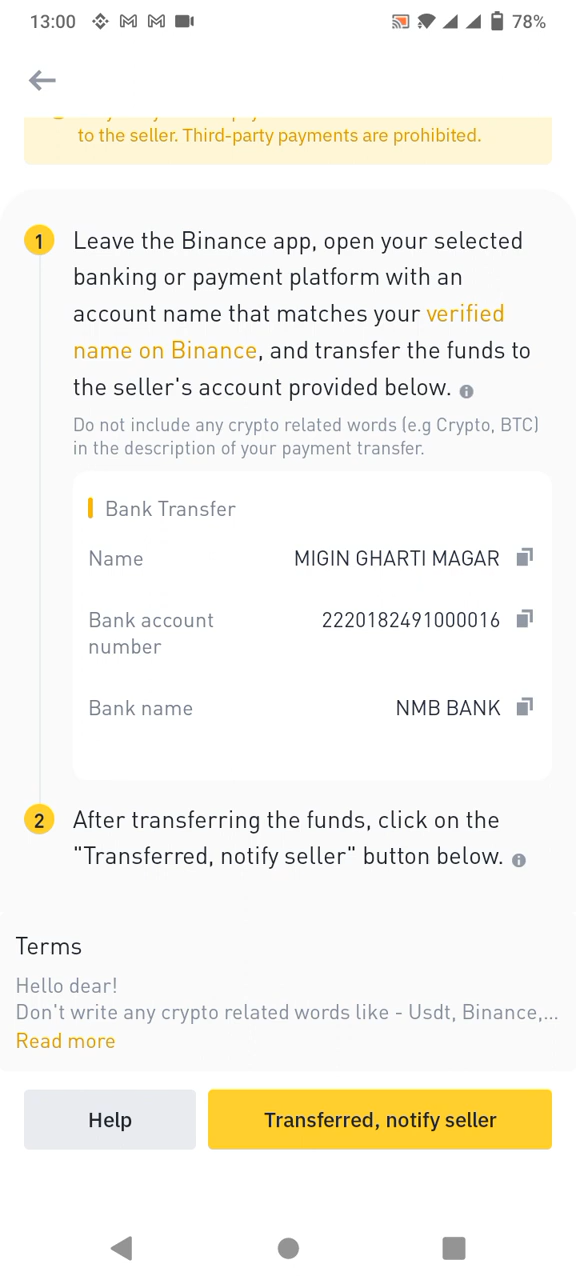 13:00
78%
to the seller. Third-party payments are prohibited.
1
Leave the Binance app, open your selected
banking or payment platform with an
account name that matches your verified
name on Binance, and transfer the funds to
the seller's account provided below.
Do not include any crypto related words (e.g Crypto, BTC)
in the description of your payment transfer.
Bank Transfer
Name MIGIN GHARTI MAGAR
Bank account 2220182491000016
number
Bank name NMB BANK
2
After transferring the funds, click on the
"Transferred, notify seller" button below.
Terms
Hello dear!
Don't write any crypto related words like - Usdt, Binance,...
Read more
Help Transferred, notify seller